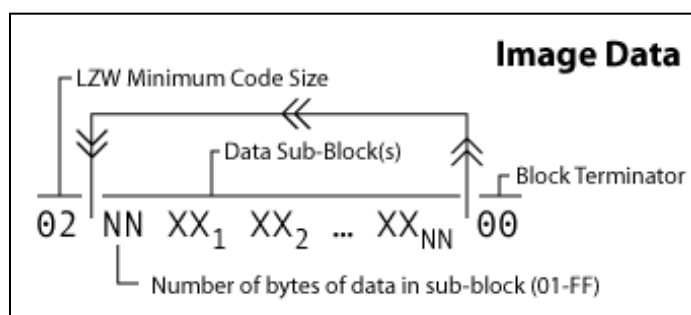 Image Data
LZW Minimum Code Size
Data Sub-Block(s)
Block Terminator
02 NN XX₁ XX₂ … XX_NN 00
Number of bytes of data in sub-block (01-FF)